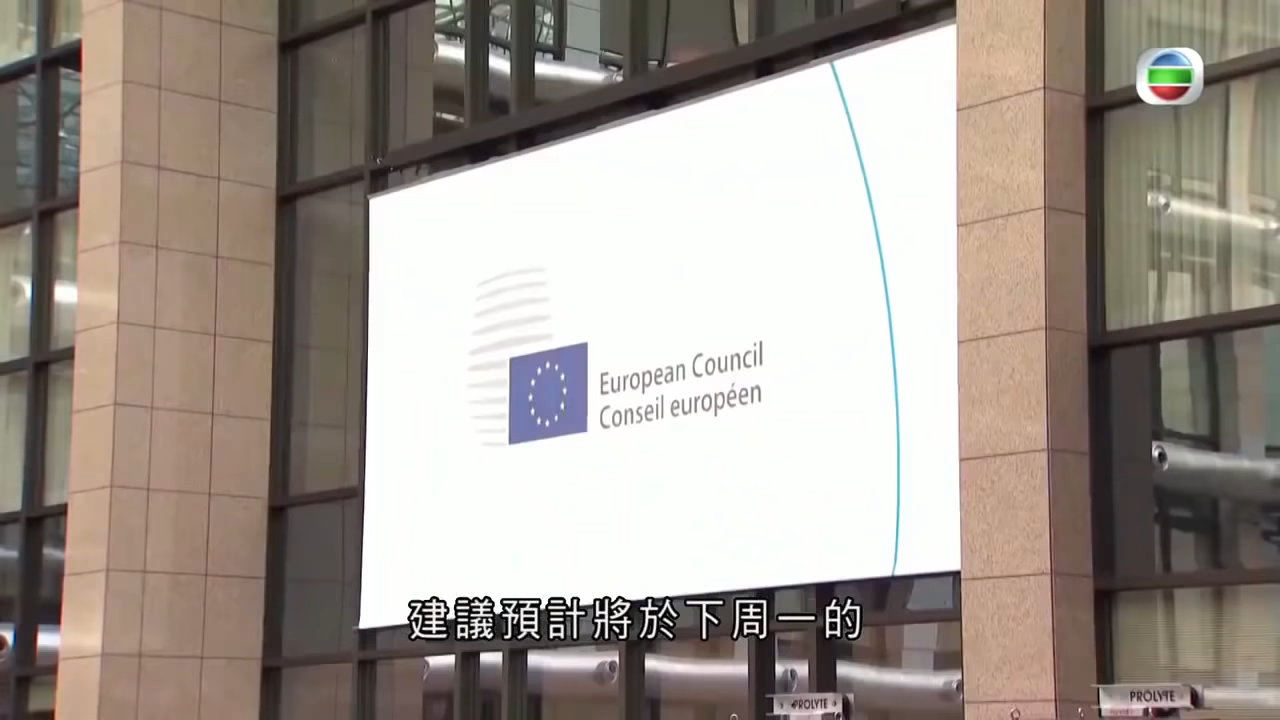 European Council
Conseil européen
建議預計將於下周一的
PROLYTE
PROLYTE